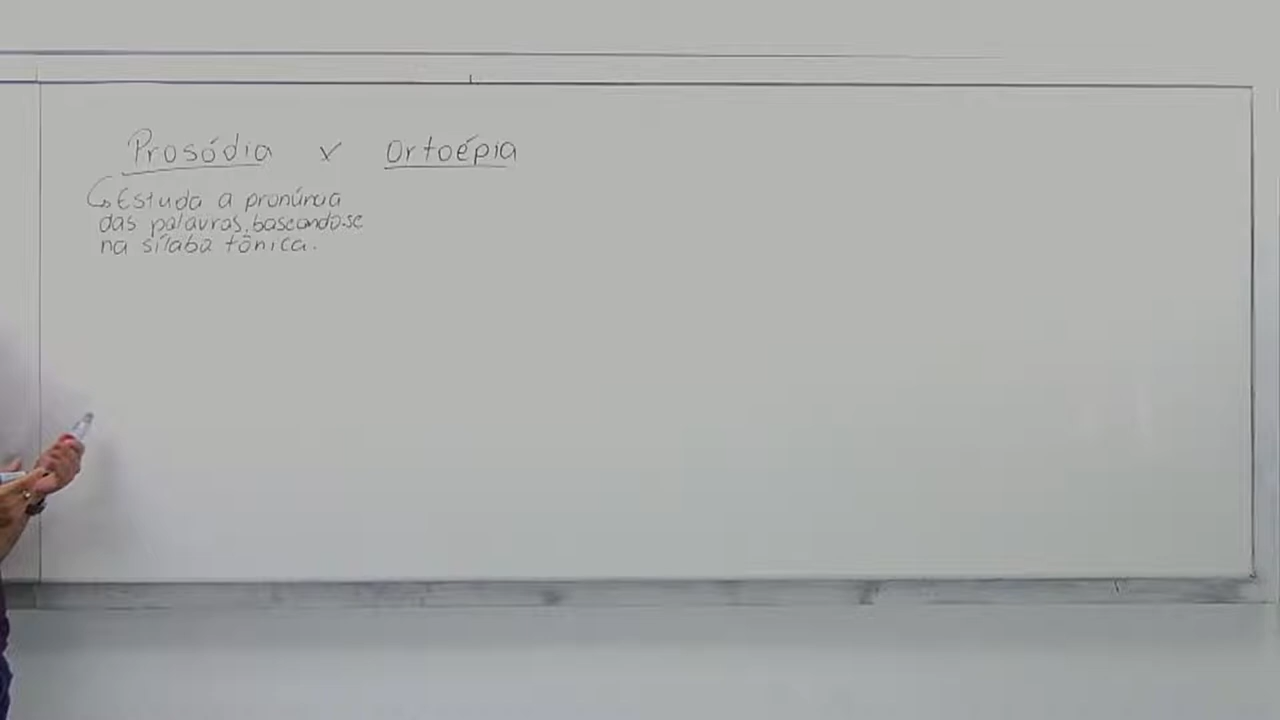 Prosódia x Ortoépia
↳ Estuda a pronúncia
das palavras, baseando-se
na sílaba tônica.